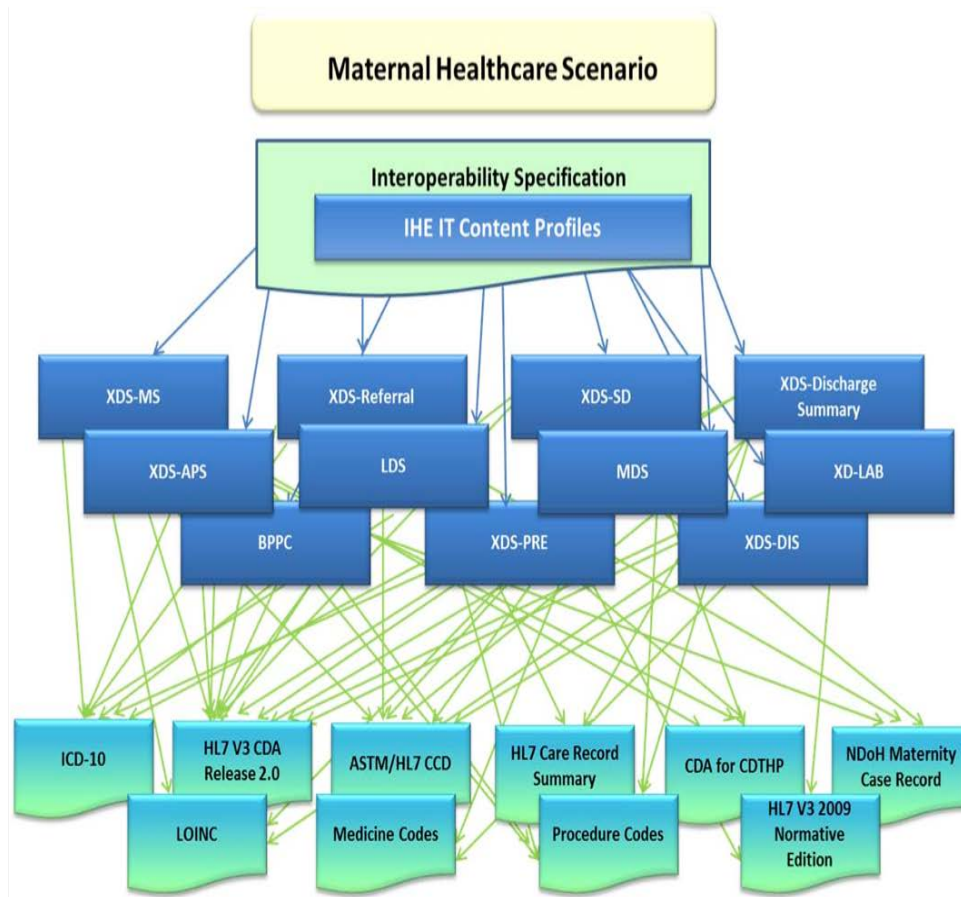 Maternal Healthcare Scenario
Interoperability Specification
IHE IT Content Profiles
XDS-MS
XDS-Referral
XDS-SD
XDS-Discharge
Summary
XDS-APS
LDS
MDS
XD-LAB
BPPC
XDS-PRE
XDS-DIS
ICD-10
HL7 V3 CDA
Release 2.0
ASTM/HL7 CCD
HL7 Care Record
Summary
CDA for CDTHP
NDoH Maternity
Case Record
LOINC
Medicine Codes
Procedure Codes
HL7 V3 2009
Normative
Edition